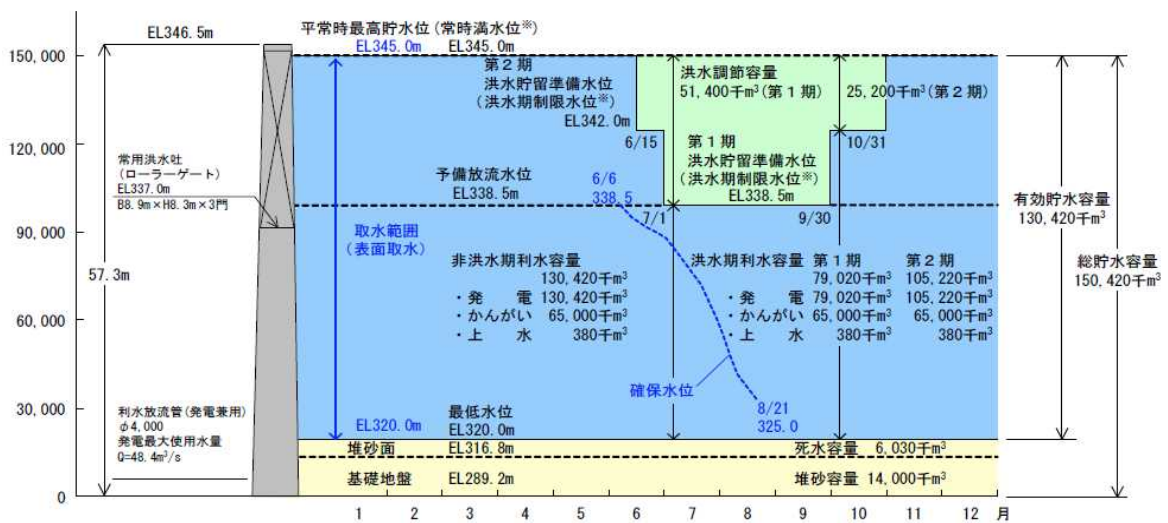 EL346.5m
平常時最高貯水位(常時満水位※)
EL345.0m EL345.0m
150,000
120,000
90,000
60,000
30,000
0
57.3m
常用洪水吐
(ローラーゲート)
EL337.0m
B8.9m×H8.3m×3門
利水放流管(発電兼用)
φ4,000
発電最大使用水量
Q=48.4m³/s
第2期
洪水貯留準備水位
(洪水期制限水位※)
EL342.0m
6/15
洪水調節容量
51,400千m³(第1期)
25,200千m³(第2期)
第1期
洪水貯留準備水位
(洪水期制限水位※)
EL338.5m
10/31
予備放流水位
EL338.5m
6/6
338.5
7/1
9/30
取水範囲
(表面取水)
非洪水期利水容量
130,420千m³
・発 電 130,420千m³
・かんがい 65,000千m³
・上 水 380千m³
洪水期利水容量 第1期 第2期
79,020千m³ 105,220千m³
・発 電 79,020千m³ 105,220千m³
・かんがい 65,000千m³ 65,000千m³
・上 水 380千m³ 380千m³
確保水位
8/21
325.0
有効貯水容量
130,420千m³
総貯水容量
150,420千m³
最低水位
EL320.0m EL320.0m
堆砂面 EL316.8m
死水容量 6,030千m³
基礎地盤 EL289.2m
堆砂容量 14,000千m³
1 2 3 4 5 6 7 8 9 10 11 12 月